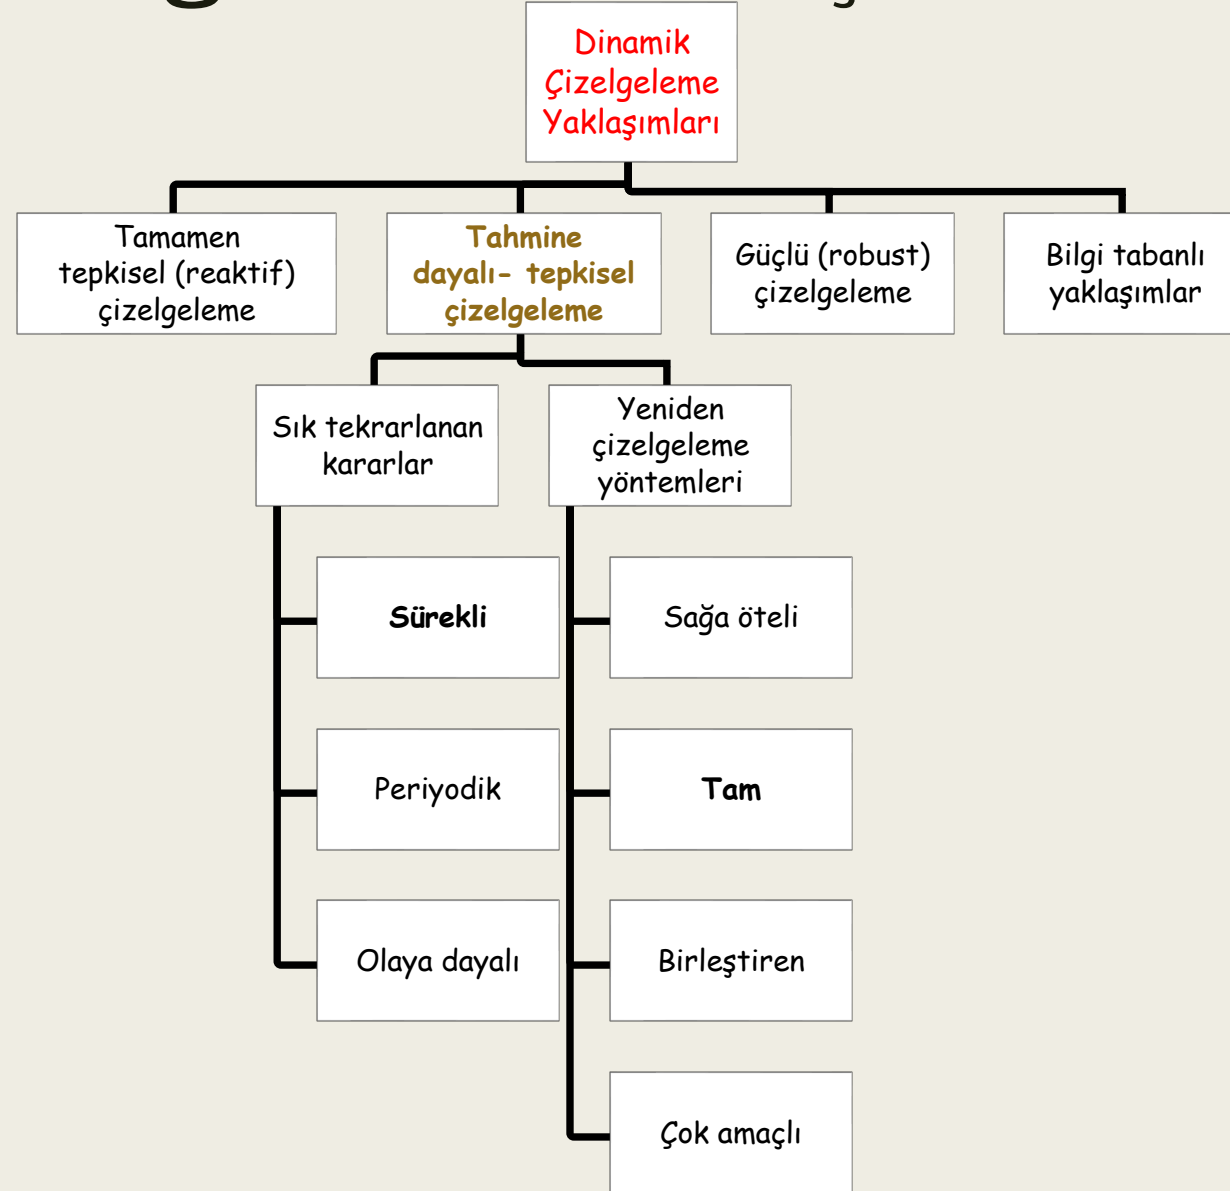 Dinamik
Çizelgeleme
Yaklaşımları
Tamamen
tepkisel (reaktif)
çizelgeleme
Tahmine
dayalı- tepkisel
çizelgeleme
Güçlü (robust)
çizelgeleme
Bilgi tabanlı
yaklaşımlar
Sık tekrarlanan
kararlar
Yeniden
çizelgeleme
yöntemleri
Sürekli
Sağa öteli
Periyodik
Tam
Olaya dayalı
Birleştiren
Çok amaçlı